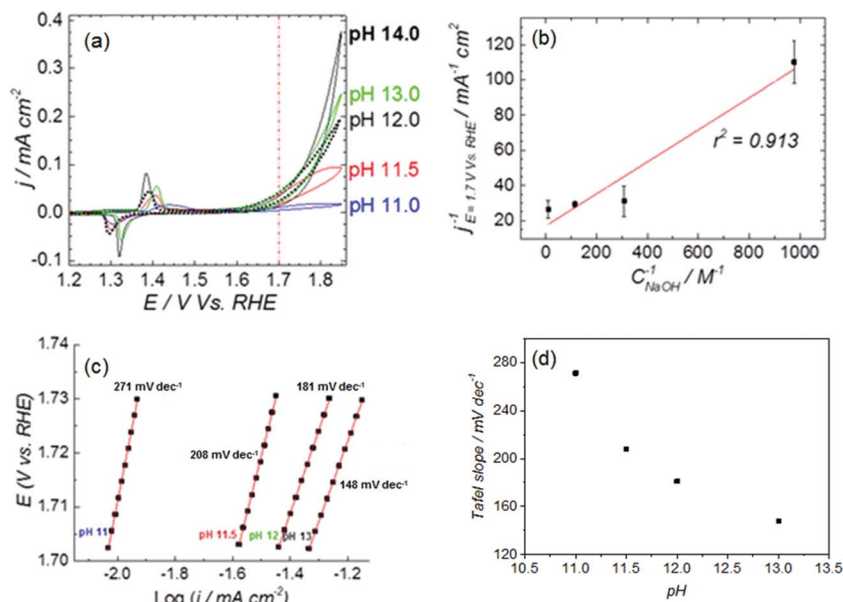 (a)
j / mA cm-2
0.4
0.3
0.2
0.1
0.0
-0.1
1.2 1.3 1.4 1.5 1.6 1.7 1.8
E / V Vs. RHE
pH 14.0
pH 13.0
pH 12.0
pH 11.5
pH 11.0
(b)
j-1 E = 1.7 V Vs. RHE / mA-1 cm2
120
100
80
60
40
20
0 200 400 600 800 1000
C-1 NaOH / M-1
r2 = 0.913
(c)
E (V vs. RHE)
1.74
1.73
1.72
1.71
1.70
271 mV dec-1
181 mV dec-1
208 mV dec-1
148 mV dec-1
pH 11 pH 11.5 pH 12 pH 13
-2.0 -1.8 -1.6 -1.4 -1.2
Log (j / mA cm-2)
(d)
Tafel slope / mV dec-1
280
240
200
160
120
10.5 11.0 11.5 12.0 12.5 13.0 13.5
pH